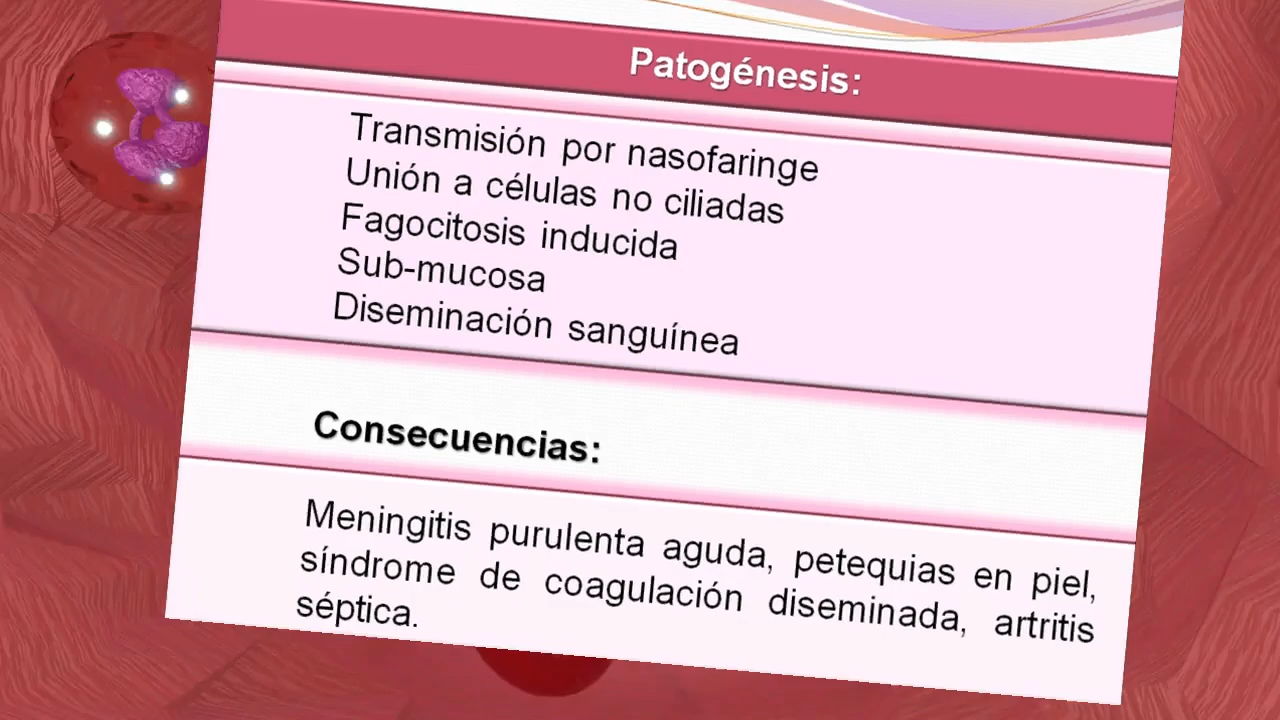 Patogénesis:
Transmisión por nasofaringe
Unión a células no ciliadas
Fagocitosis inducida
Sub-mucosa
Diseminación sanguínea
Consecuencias:
Meningitis purulenta aguda, petequias en piel,
síndrome de coagulación diseminada, artritis
séptica.